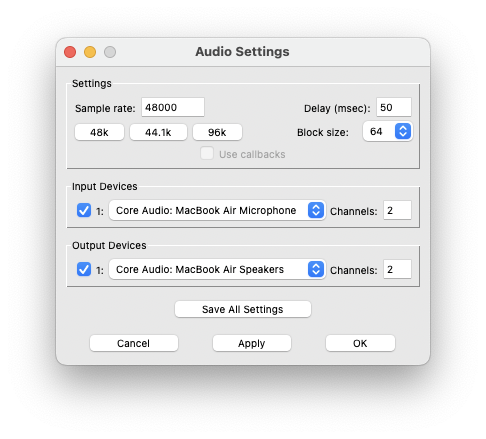 Audio Settings
Settings
Sample rate: 48000 Delay (msec): 50
48k 44.1k 96k Block size: 64
Use callbacks
Input Devices
1: Core Audio: MacBook Air Microphone Channels: 2
Output Devices
1: Core Audio: MacBook Air Speakers Channels: 2
Save All Settings
Cancel Apply OK